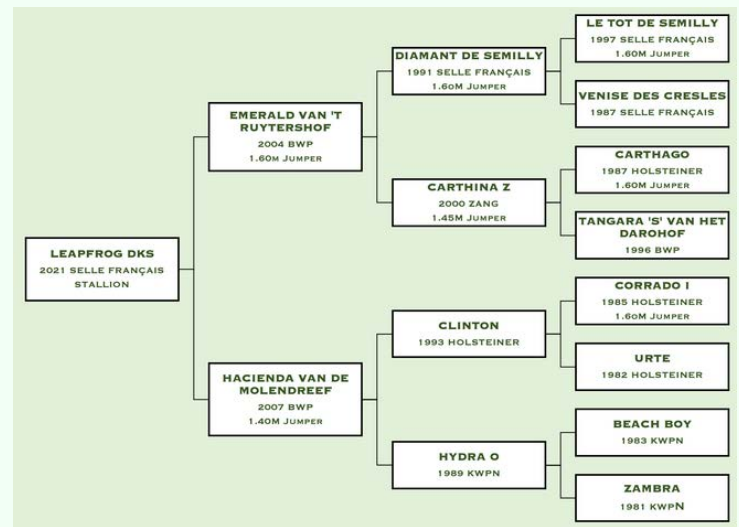 LEAPFROG DKS
2021 SELLE FRANÇAIS
STALLION
EMERALD VAN 'T
RUYTERSHOF
2004 BWP
1.60M JUMPER
HACIENDA VAN DE
MOLENDREEF
2007 BWP
1.40M JUMPER
DIAMANT DE SEMILLY
1991 SELLE FRANÇAIS
1.60M JUMPER
CARTHINA Z
2000 ZANG
1.45M JUMPER
CLINTON
1993 HOLSTEINER
HYDRA O
1989 KWPN
LE TOT DE SEMILLY
1997 SELLE FRANÇAIS
1.60M JUMPER
VENISE DES CRESLES
1987 SELLE FRANÇAIS
CARTHAGO
1987 HOLSTEINER
1.60M JUMPER
TANGARA 'S' VAN HET
DAROHOF
1996 BWP
CORRADO I
1985 HOLSTEINER
1.60M JUMPER
URTE
1982 HOLSTEINER
BEACH BOY
1983 KWPN
ZAMBRA
1981 KWPN